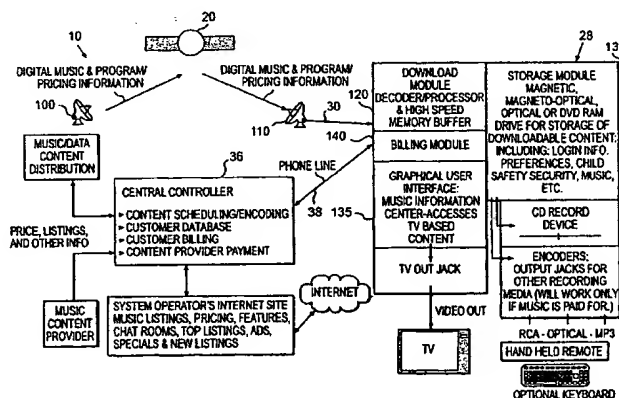 10
20
28
13
DIGITAL MUSIC & PROGRAM/
PRICING INFORMATION
DIGITAL MUSIC & PROGRAM/
PRICING INFORMATION
100
110
30
120
140
MUSIC/DATA
CONTENT
DISTRIBUTION
36
PHONE LINE
38
135
CENTRAL CONTROLLER
CONTENT SCHEDULING/ENCODING
CUSTOMER DATABASE
CUSTOMER BILLING
CONTENT PROVIDER PAYMENT
PRICE, LISTINGS,
AND OTHER INFO
MUSIC
CONTENT
PROVIDER
SYSTEM OPERATOR'S INTERNET SITE
MUSIC LISTINGS, PRICING, FEATURES,
CHAT ROOMS, TOP LISTINGS, ADS,
SPECIALS & NEW LISTINGS
INTERNET
DOWNLOAD
MODULE
DECODER/PROCESSOR
& HIGH SPEED
MEMORY BUFFER
BILLING MODULE
GRAPHICAL USER
INTERFACE:
MUSIC INFORMATION
CENTER-ACCESSES
TV BASED
CONTENT
TV OUT JACK
VIDEO OUT
TV
STORAGE MODULE
MAGNETIC,
MAGNETO-OPTICAL,
OPTICAL OR DVD RAM
DRIVE FOR STORAGE OF
DOWNLOADABLE CONTENT;
INCLUDING: LOGIN INFO.
PREFERENCES, CHILD
SAFETY SECURITY, MUSIC,
ETC.
CD RECORD
DEVICE
ENCODERS:
OUTPUT JACKS FOR
OTHER RECORDING
MEDIA (WILL WORK ONLY
IF MUSIC IS PAID FOR.)
RCA - OPTICAL - MP3
HAND HELD REMOTE
OPTIONAL KEYBOARD